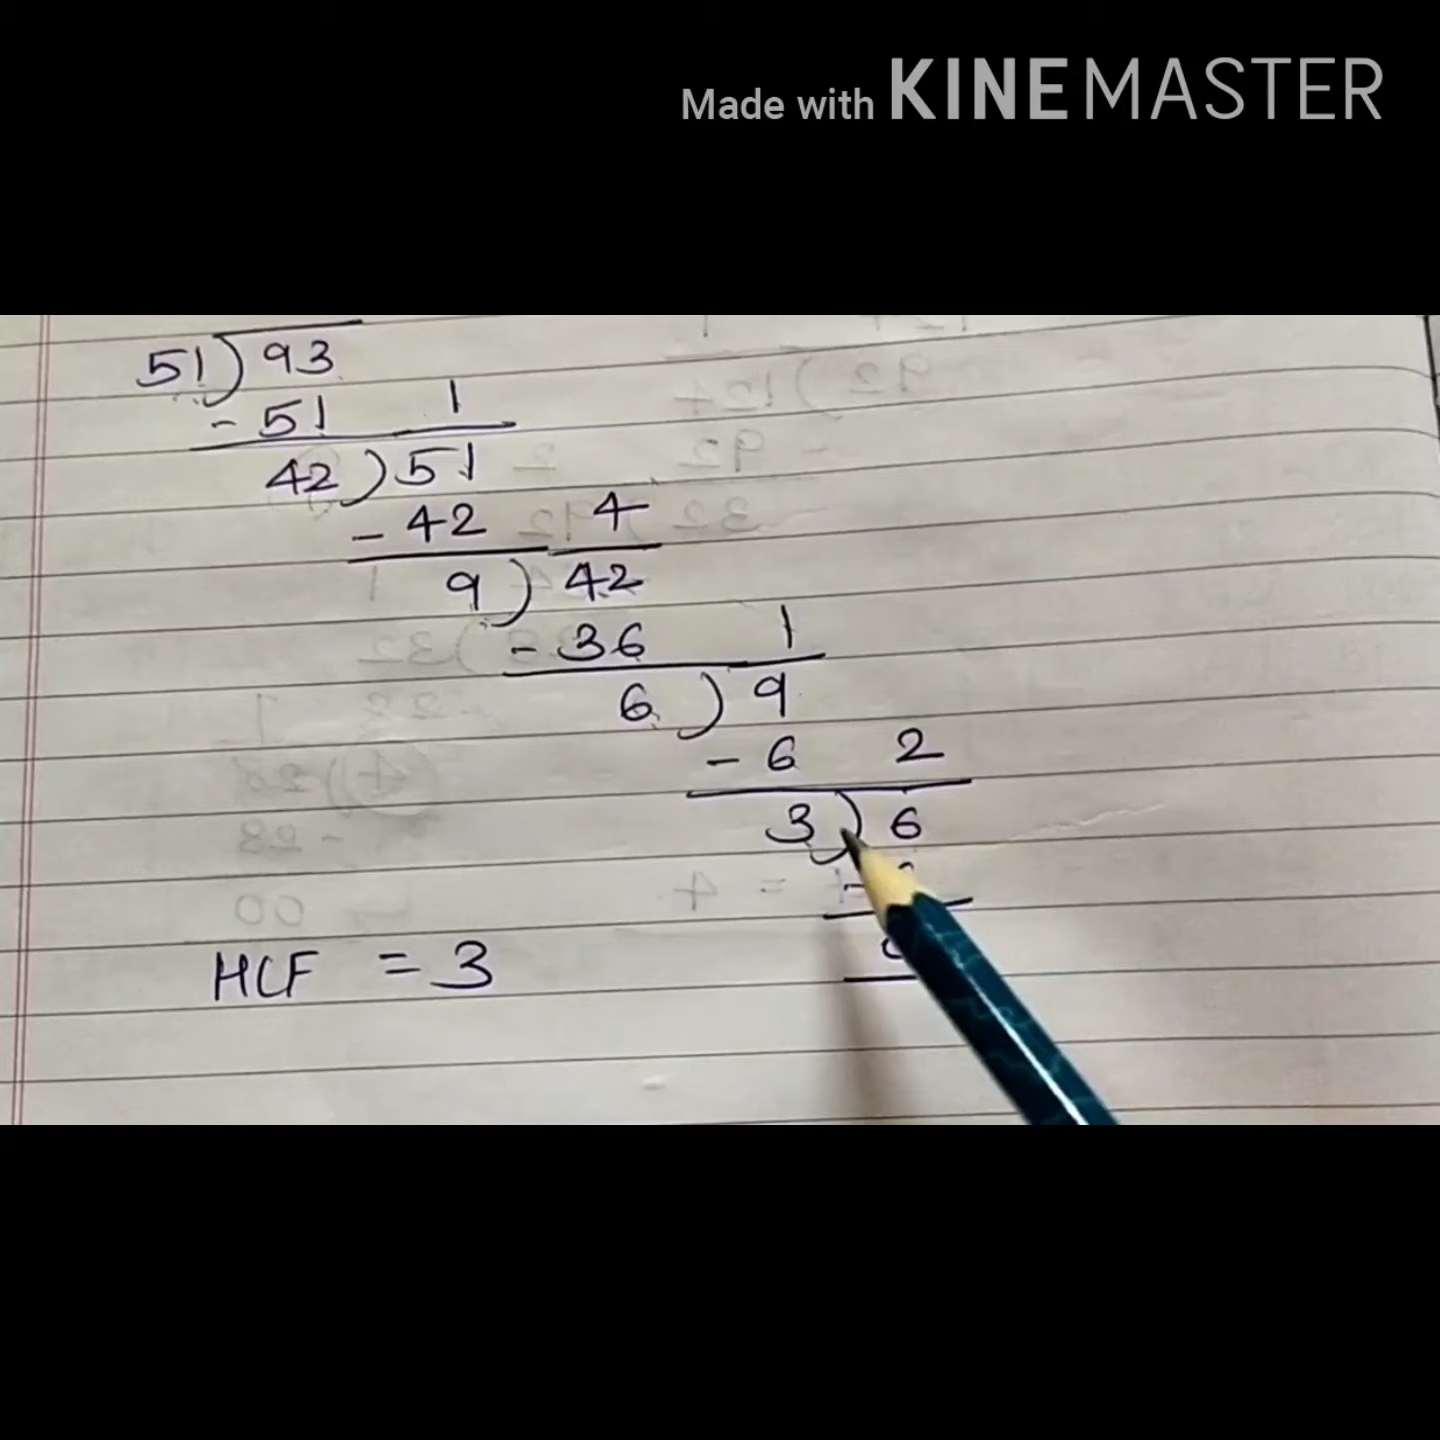 Made with KINEMASTER
51 ) 93
- 51 1
42 ) 51
- 42 4
9 ) 42
- 36 1
6 ) 9
- 6 2
3 ) 6
-
HCF = 3